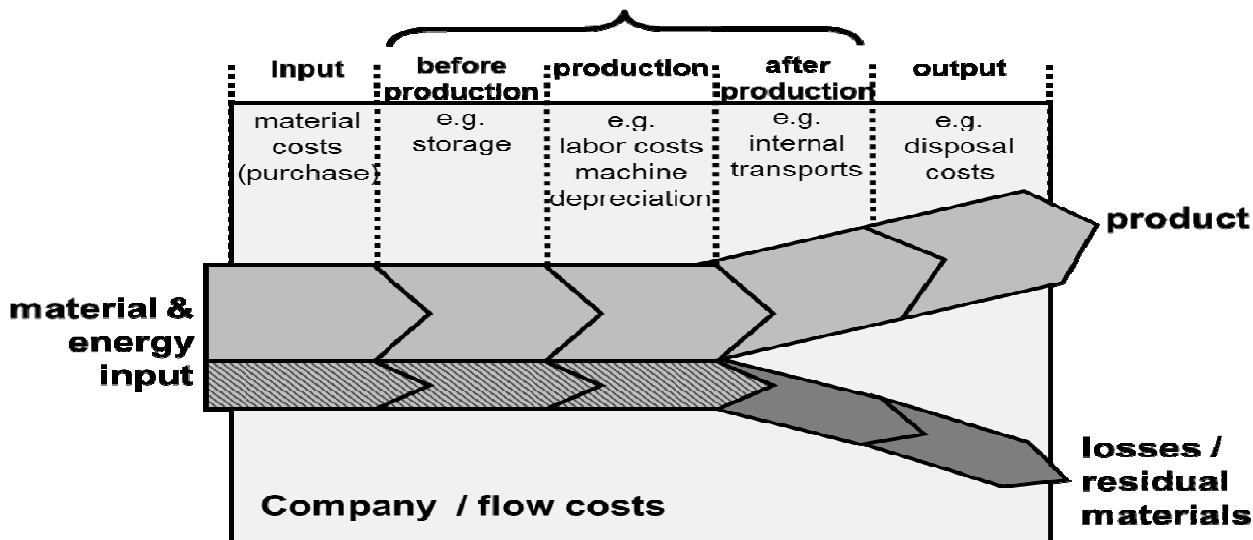 Input
before
production
production
after
production
output
material
costs
(purchase)
e.g.
storage
e.g.
labor costs
machine
depreciation
e.g.
internal
transports
e.g.
disposal
costs
product
material &
energy
input
losses /
residual
materials
Company / flow costs